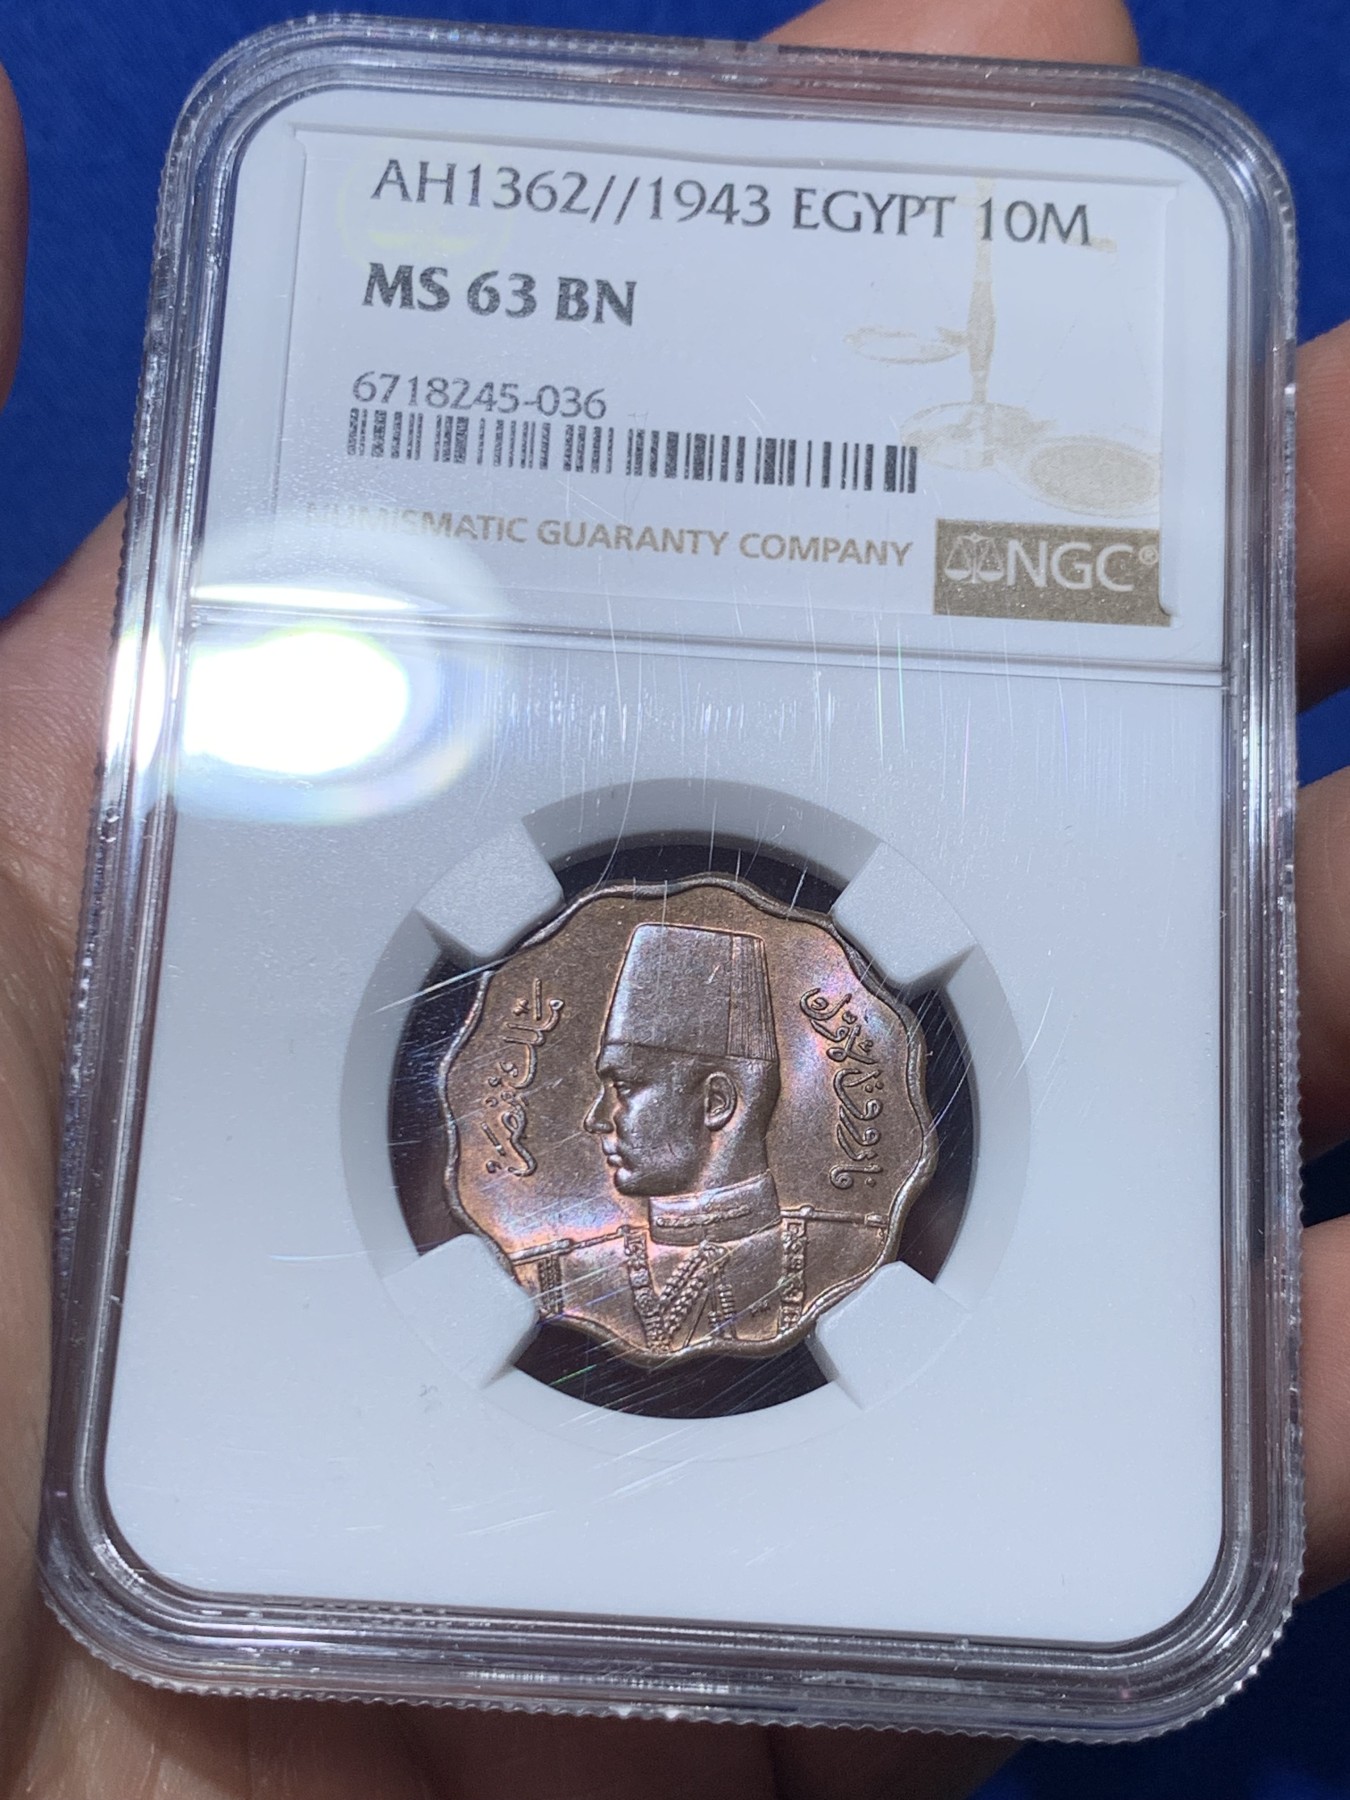 AH1362//1943 EGYPT 10M
MS 63 BN
6718245-036
NUMISMATIC GUARANTY COMPANY
NGC®
ملك مصر
فاروق الأول